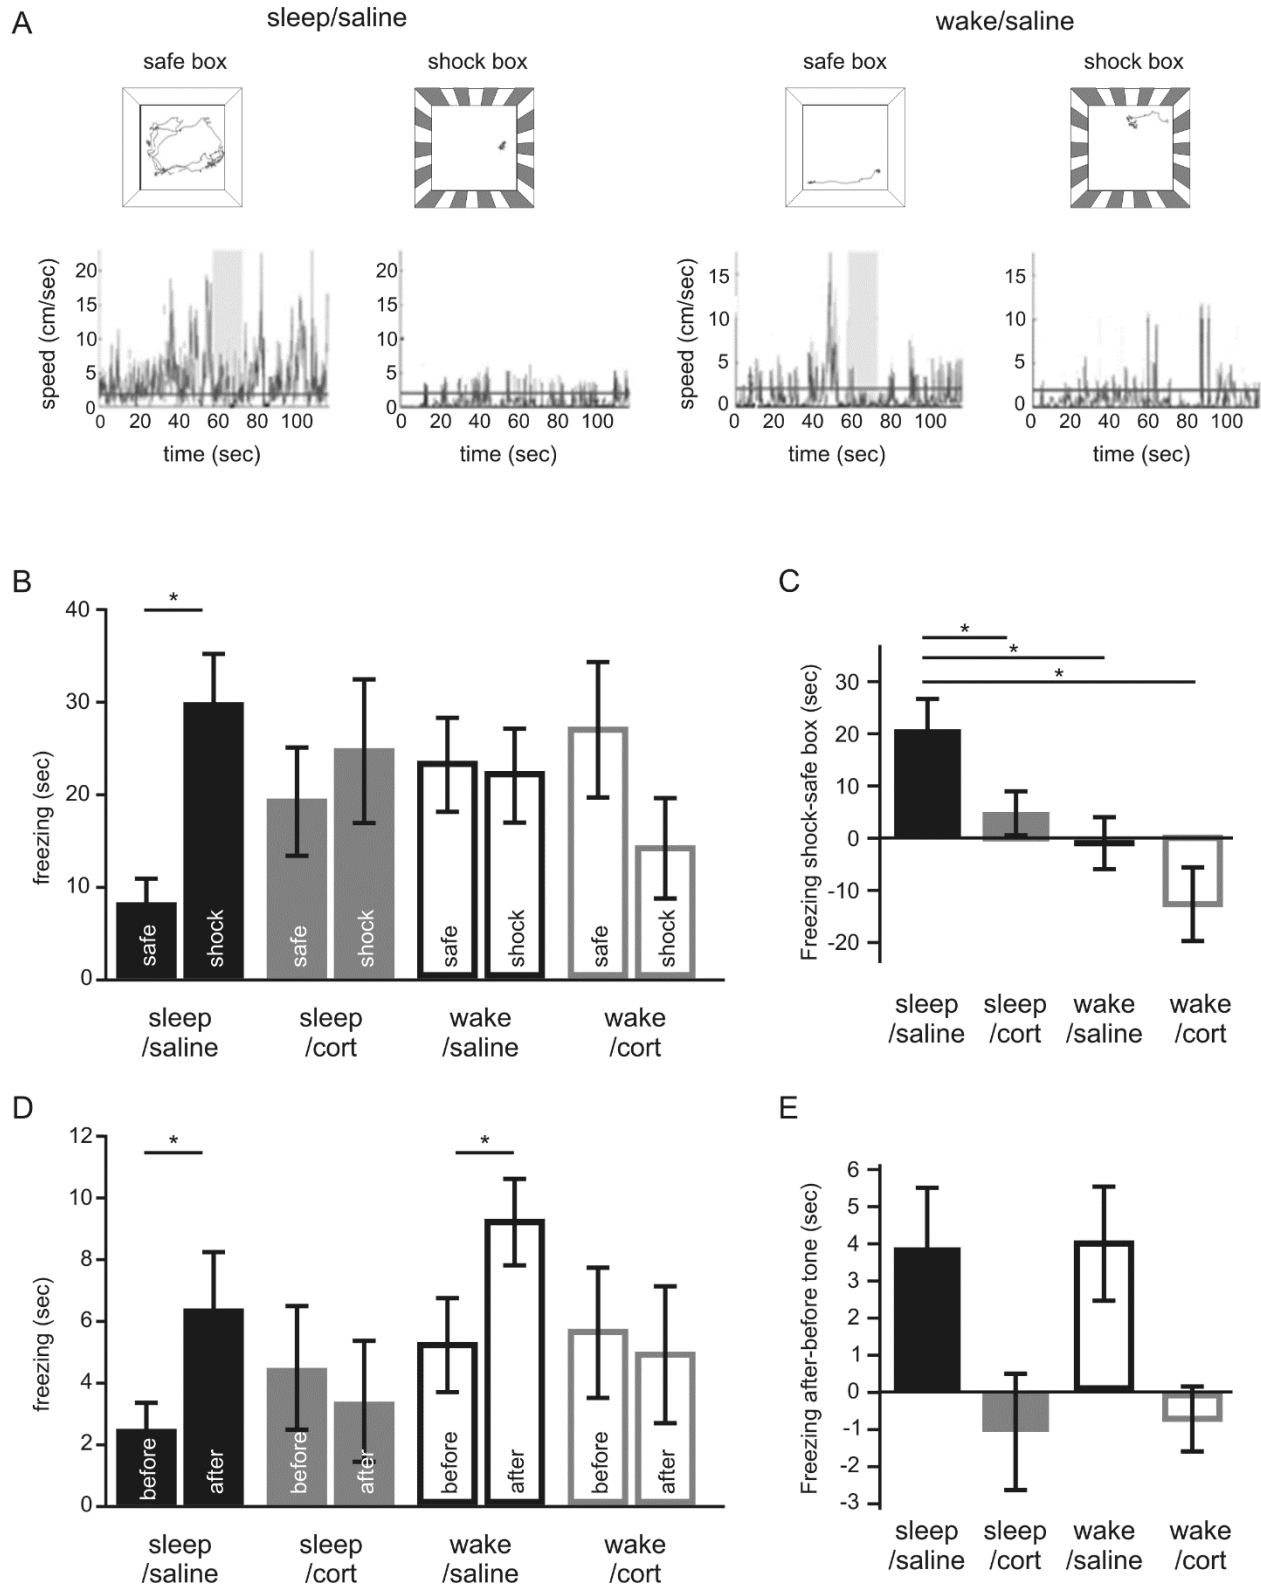 A
sleep/saline
wake/saline
safe box
shock box
safe box
shock box
speed (cm/sec)
20
15
10
5
0
0 20 40 60 80 100
time (sec)
20
15
10
5
0
0 20 40 60 80 100
time (sec)
speed (cm/sec)
15
10
5
0
0 20 40 60 80 100
time (sec)
15
10
5
0
0 20 40 60 80 100
time (sec)
B
freezing (sec)
40
30
20
10
0
*
safe
shock
safe
shock
safe
shock
safe
shock
sleep
/saline
sleep
/cort
wake
/saline
wake
/cort
C
Freezing shock-safe box (sec)
30
20
10
0
-10
-20
*
*
*
sleep
/saline
sleep
/cort
wake
/saline
wake
/cort
D
freezing (sec)
12
10
8
6
4
2
0
*
*
before
after
before
after
before
after
before
after
sleep
/saline
sleep
/cort
wake
/saline
wake
/cort
E
Freezing after-before tone (sec)
6
5
4
3
2
1
0
-1
-2
-3
sleep
/saline
sleep
/cort
wake
/saline
wake
/cort